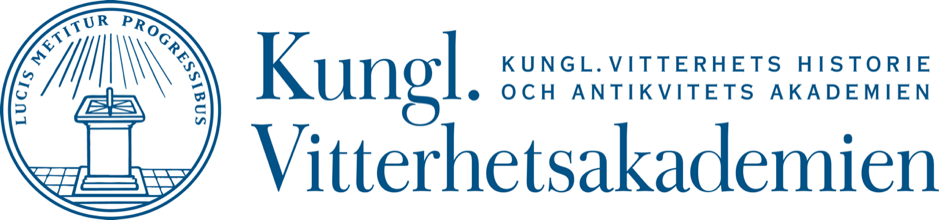 LUCIS METITUR PROGRESSIBUS
Kungl.
KUNGL. VITTERHETS HISTORIE
OCH ANTIKVITETS AKADEMIEN
Vitterhetsakademien